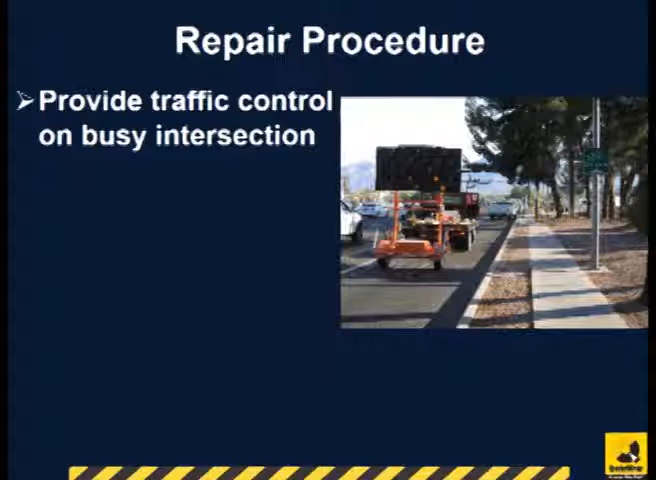 Repair Procedure
➢Provide traffic control
on busy intersection